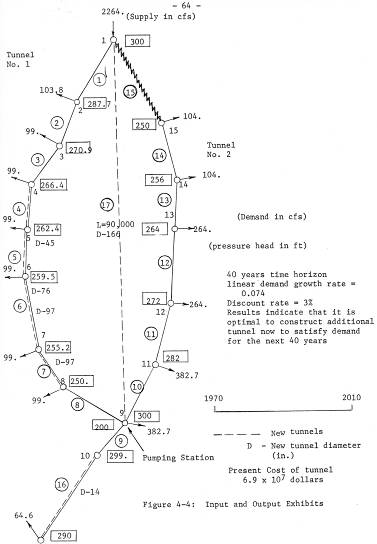 - 64 -
2264.
(Supply in cfs)
1
300
Tunnel
No. 1
1
15
103.8
2
287.7
104.
250
15
2
99.
3
270.9
Tunnel
No. 2
14
3
99.
266.4
4
256
104.
14
13
17
13
(Demand in cfs)
4
99.
262.4
5
D-45
L=90,000
D-166
264
264.
(pressure head in ft)
5
6
259.5
99.
D-76
12
40 years time horizon
linear demand growth rate =
0.074
Discount rate = 3%
Results indicate that it is
optimal to construct additional
tunnel now to satisfy demand
for the next 40 years
6
D-97
272
264.
12
7
255.2
99.
D-97
11
7
8
250.
11
282
382.7
99.
8
10
1970
2010
9
300
200
382.7
9
10
299.
Pumping Station
New tunnels
D - New tunnel diameter
(in.)
Present Cost of tunnel
6.9 x 10⁷ dollars
16
D-14
Figure 4-4: Input and Output Exhibits
64.6
290